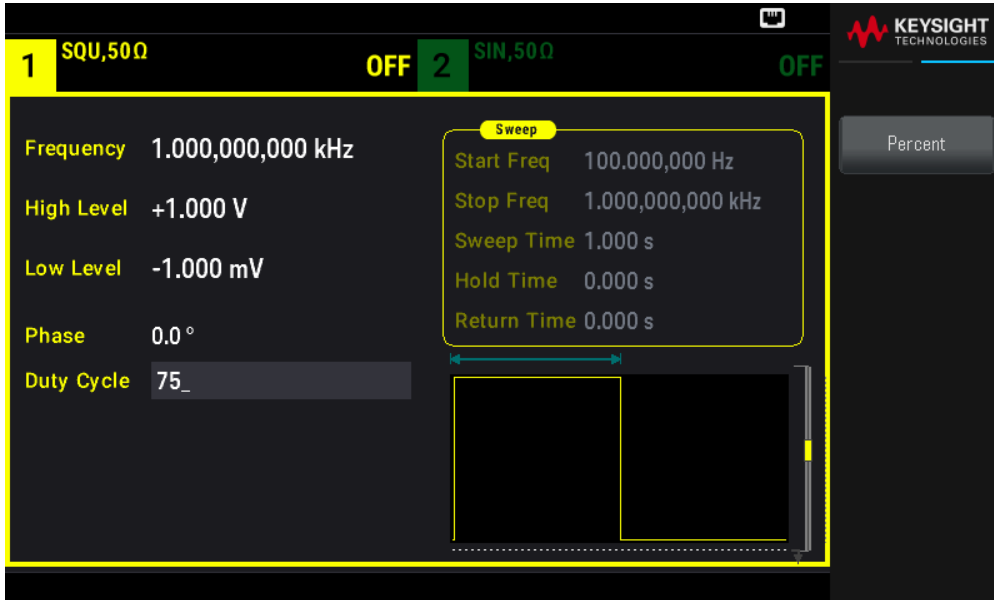 KEYSIGHT
TECHNOLOGIES
1 SQU,50Ω OFF
2 SIN,50Ω OFF
Frequency 1.000,000,000 kHz
High Level +1.000 V
Low Level -1.000 mV
Phase 0.0 °
Duty Cycle 75_
Sweep
Start Freq 100.000,000 Hz
Stop Freq 1.000,000,000 kHz
Sweep Time 1.000 s
Hold Time 0.000 s
Return Time 0.000 s
Percent